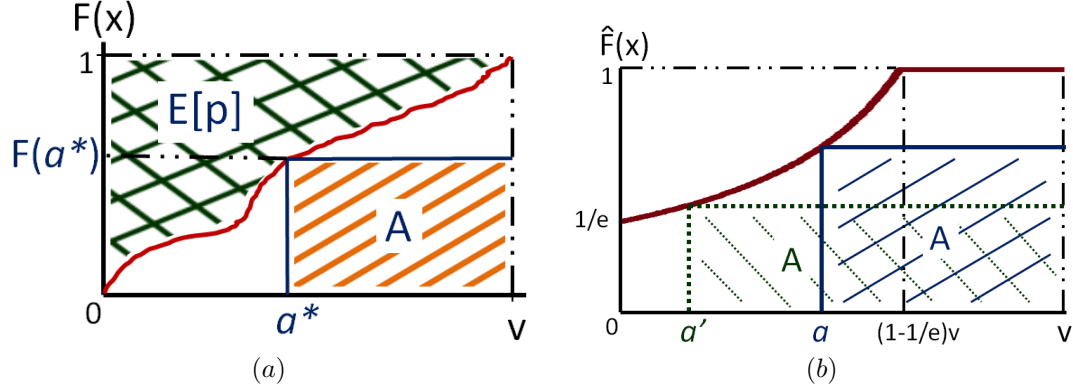 F(x)
1
E[p]
F(a*)
A
0
a*
v
(a)
F̂(x)
1
1/e
A
A
0
a'
a
(1-1/e)v
v
(b)